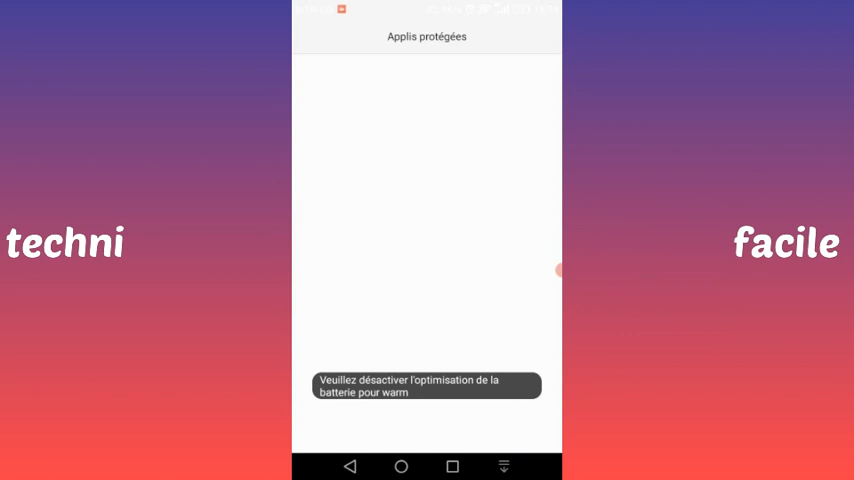 Applis protégées
techni
facile
Veuillez désactiver l'optimisation de la
batterie pour warm